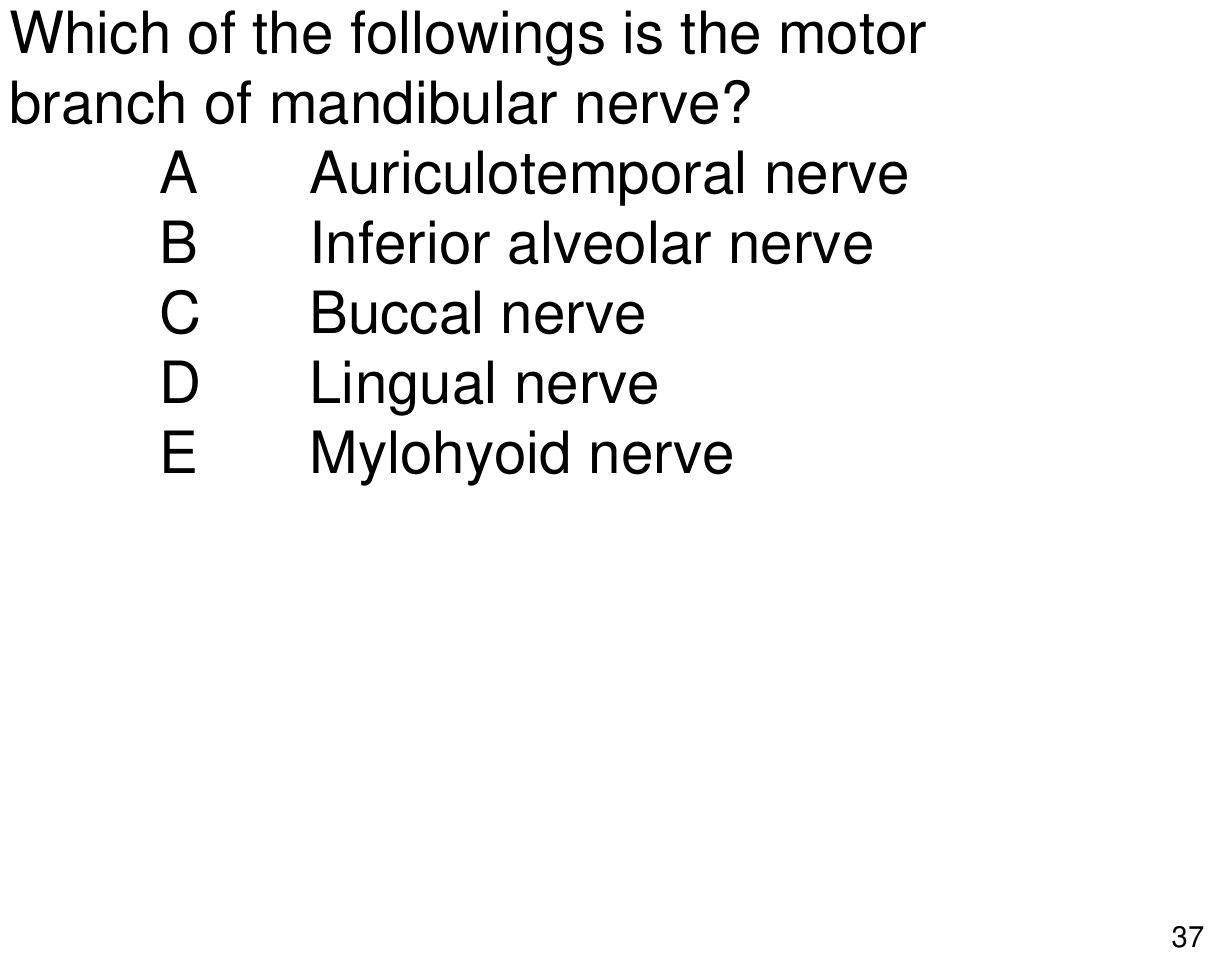 Which of the followings is the motor
branch of mandibular nerve?
A Auriculotemporal nerve
B Inferior alveolar nerve
C Buccal nerve
D Lingual nerve
E Mylohyoid nerve
37